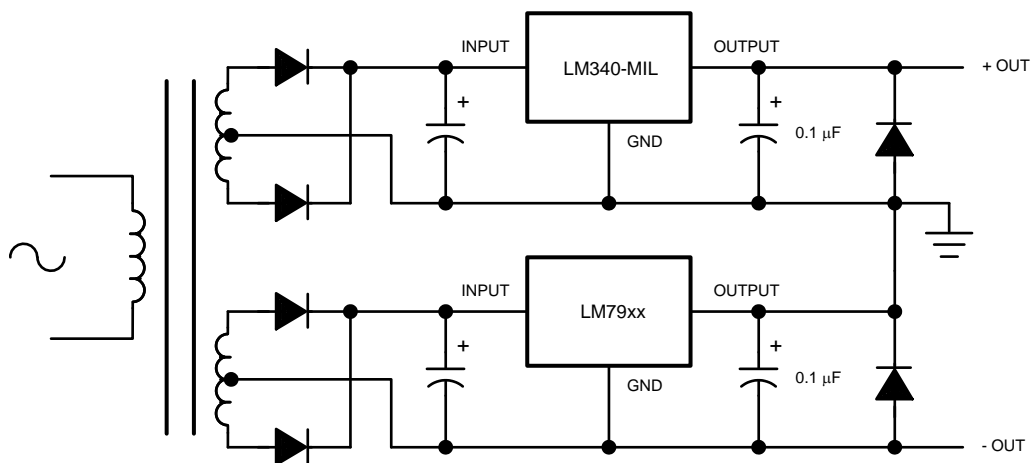 INPUT
OUTPUT
LM340-MIL
+ OUT
+
+
0.1 μF
GND
INPUT
OUTPUT
LM79xx
+
+
0.1 μF
GND
- OUT